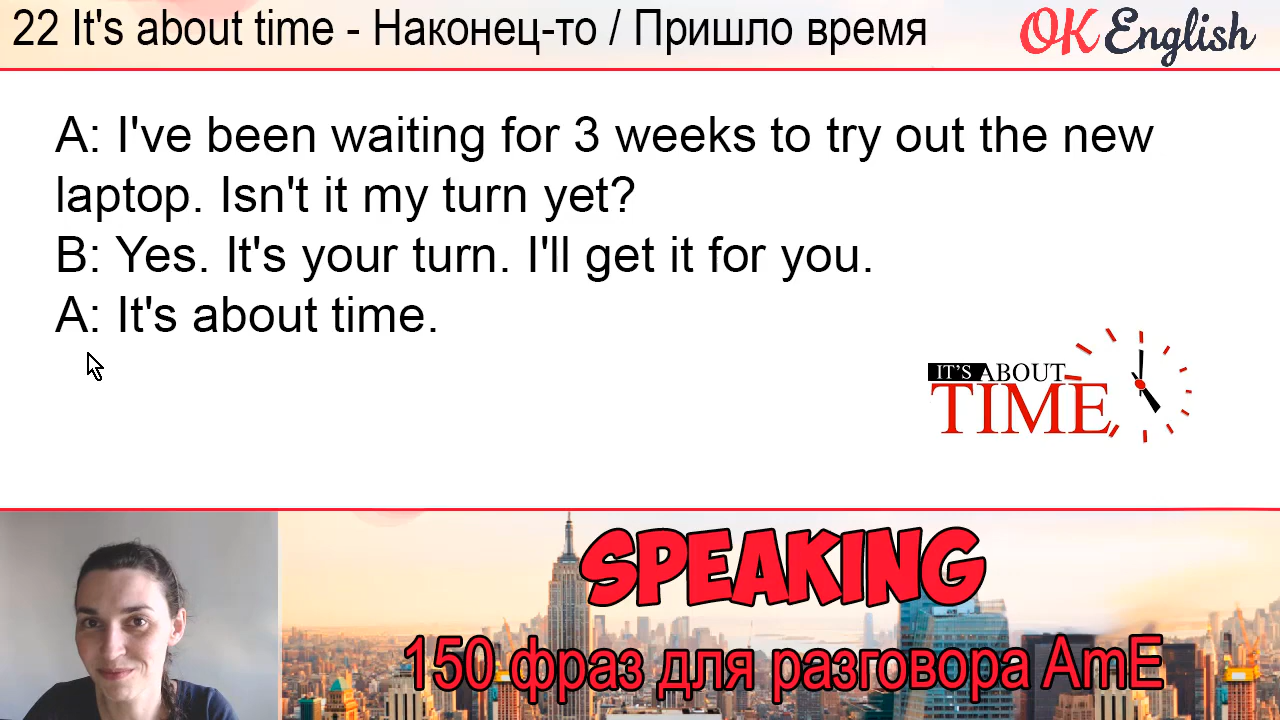 22 It's about time - Наконец-то / Пришло время
OK English
A: I've been waiting for 3 weeks to try out the new
laptop. Isn't it my turn yet?
B: Yes. It's your turn. I'll get it for you.
A: It's about time.
IT'S ABOUT
TIME
SPEAKING
150 фраз для разговора AmE